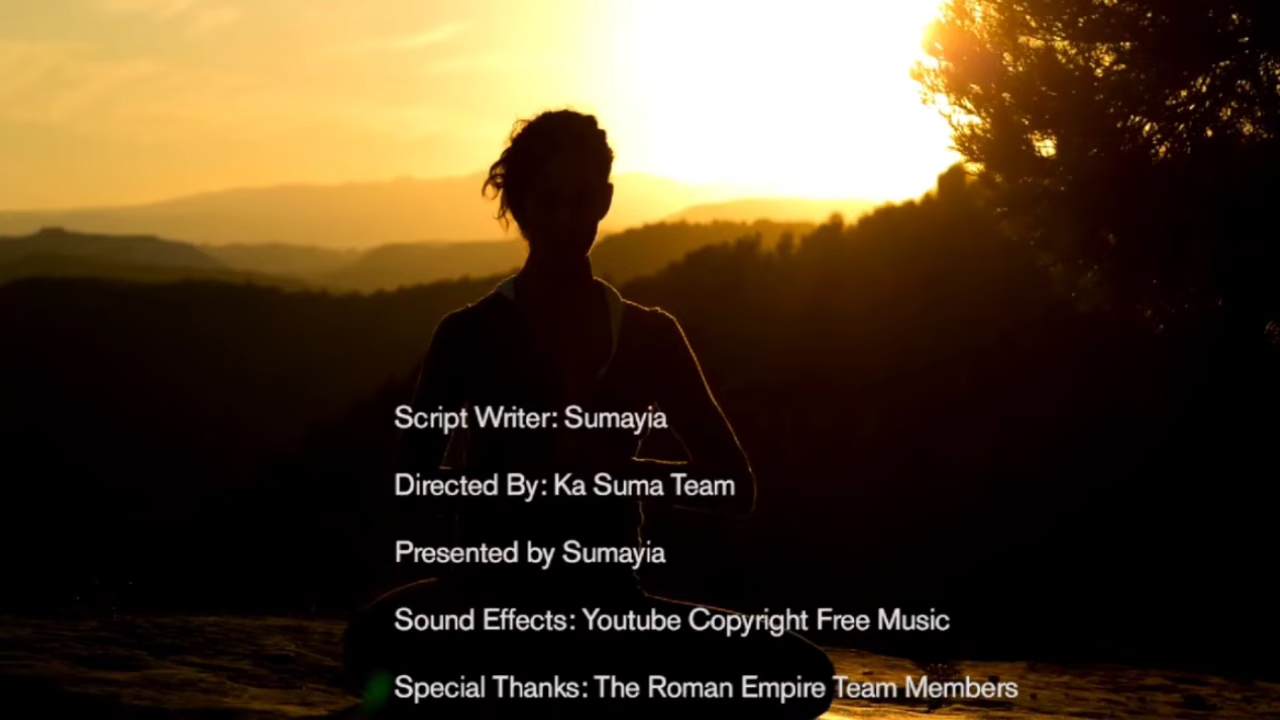 Script Writer: Sumayia
Directed By: Ka Suma Team
Presented by Sumayia
Sound Effects: Youtube Copyright Free Music
Special Thanks: The Roman Empire Team Members